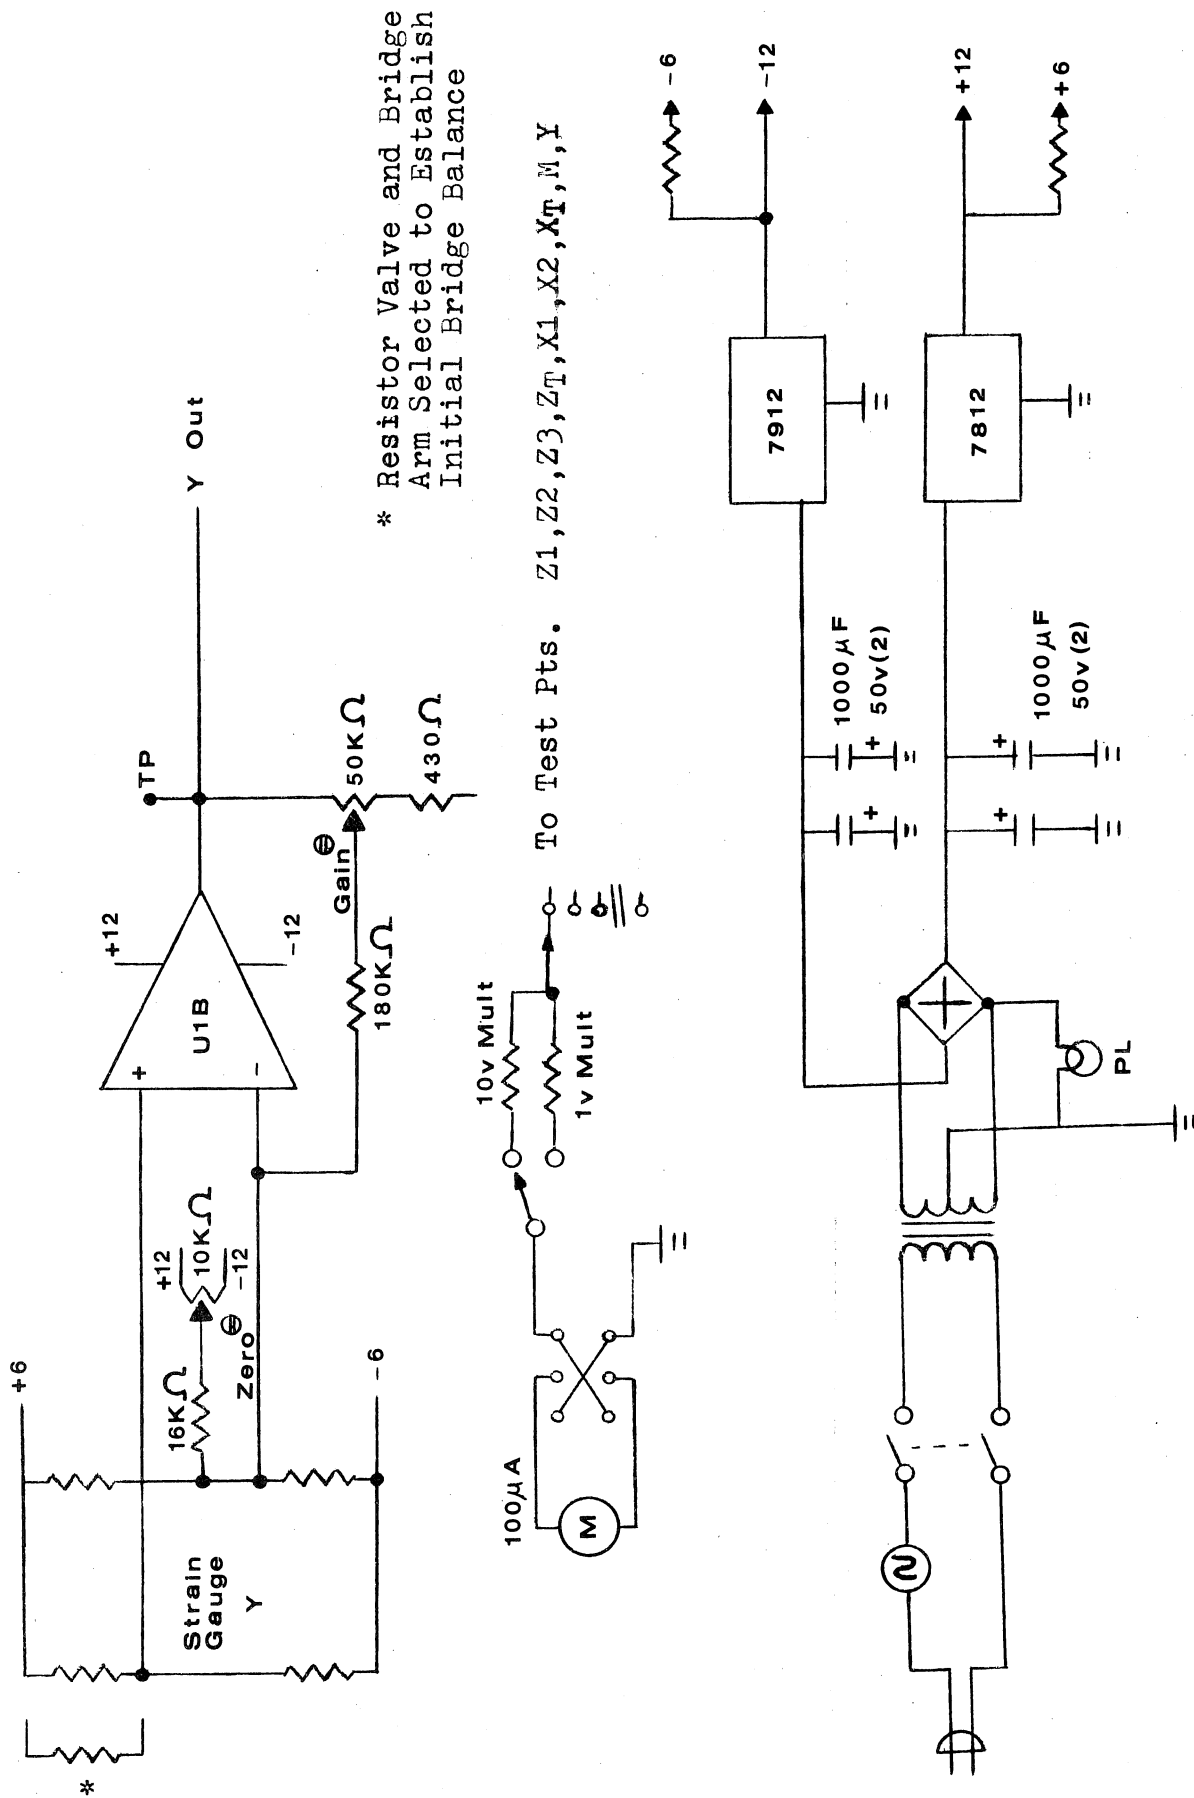 +6
+12
10KΩ
-12
16KΩ
Zero
-6
Strain
Gauge
Y
*
+
-
U1B
+12
-12
TP
Y Out
Gain
50KΩ
430Ω
180KΩ
* Resistor Valve and Bridge
Arm Selected to Establish
Initial Bridge Balance
100μA
M
10v Mult
1v Mult
To Test Pts. Z1,Z2,Z3,ZT,X1,X2,XT,M,Y
PL
+
1000μF
50v(2)
+
+
1000μF
50v(2)
+
7912
7812
-6
-12
+12
+6